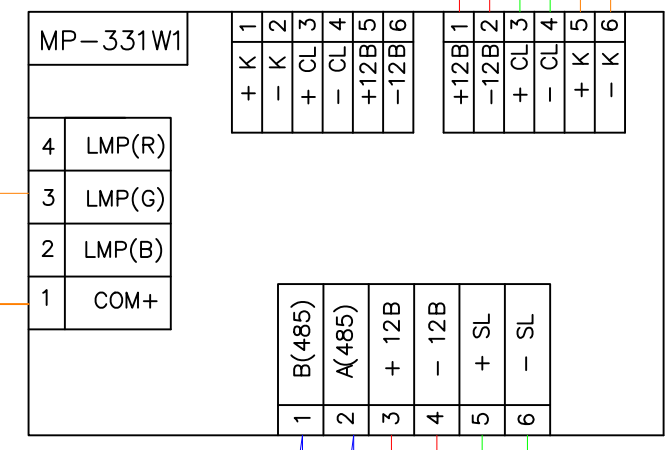 MP-331W1
1 + K
2 - K
3 + CL
4 - CL
5 +12B
6 -12B
1 +12B
2 -12B
3 + CL
4 - CL
5 + K
6 - K
4 LMP(R)
3 LMP(G)
2 LMP(B)
1 COM+
B(485) 1
A(485) 2
+ 12B 3
- 12B 4
+ SL 5
- SL 6